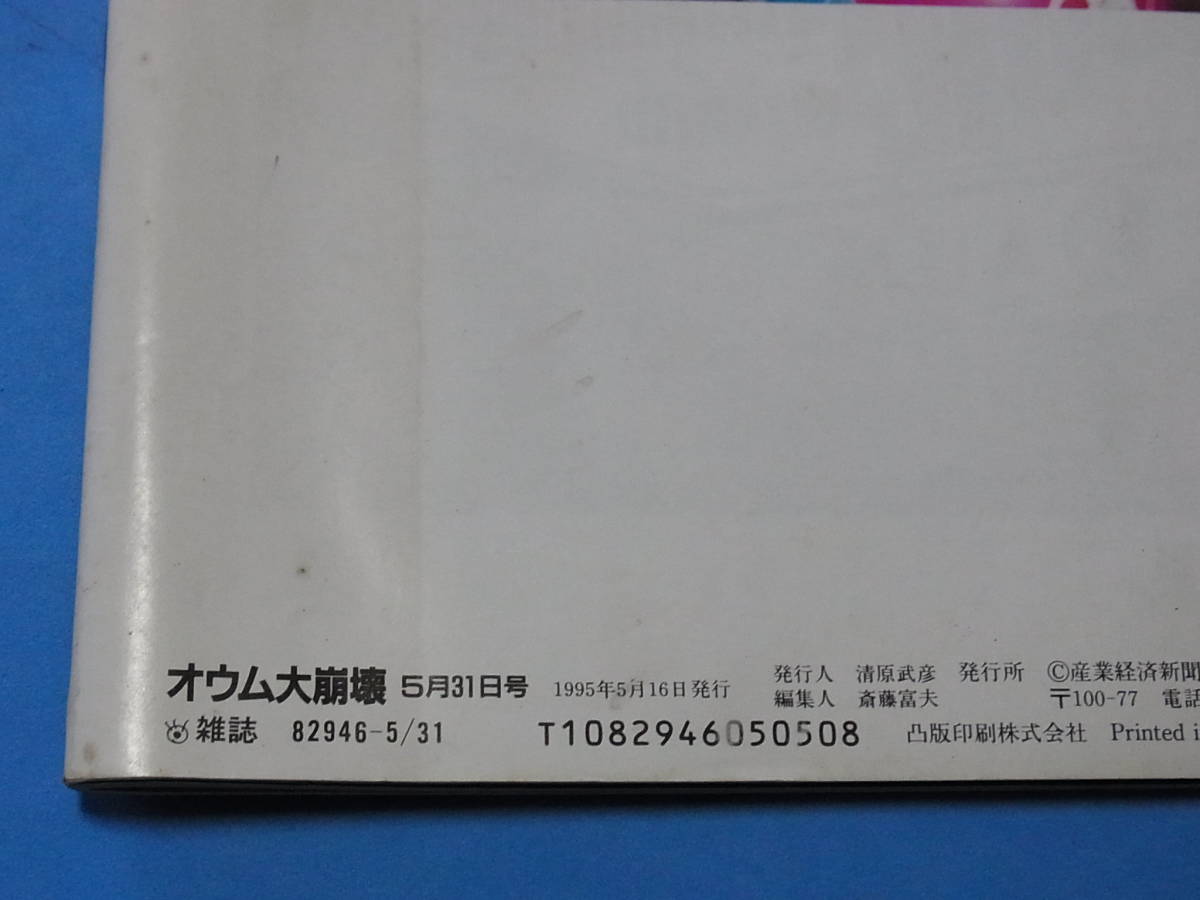 オウム大崩壊 5月31日号 1995年5月16日発行
発行人 清原武彦 発行所 ©産業経済新聞
編集人 斎藤富夫 〒100-77 電話
雑誌 82946-5/31 T1082946050508 凸版印刷株式会社 Printed i